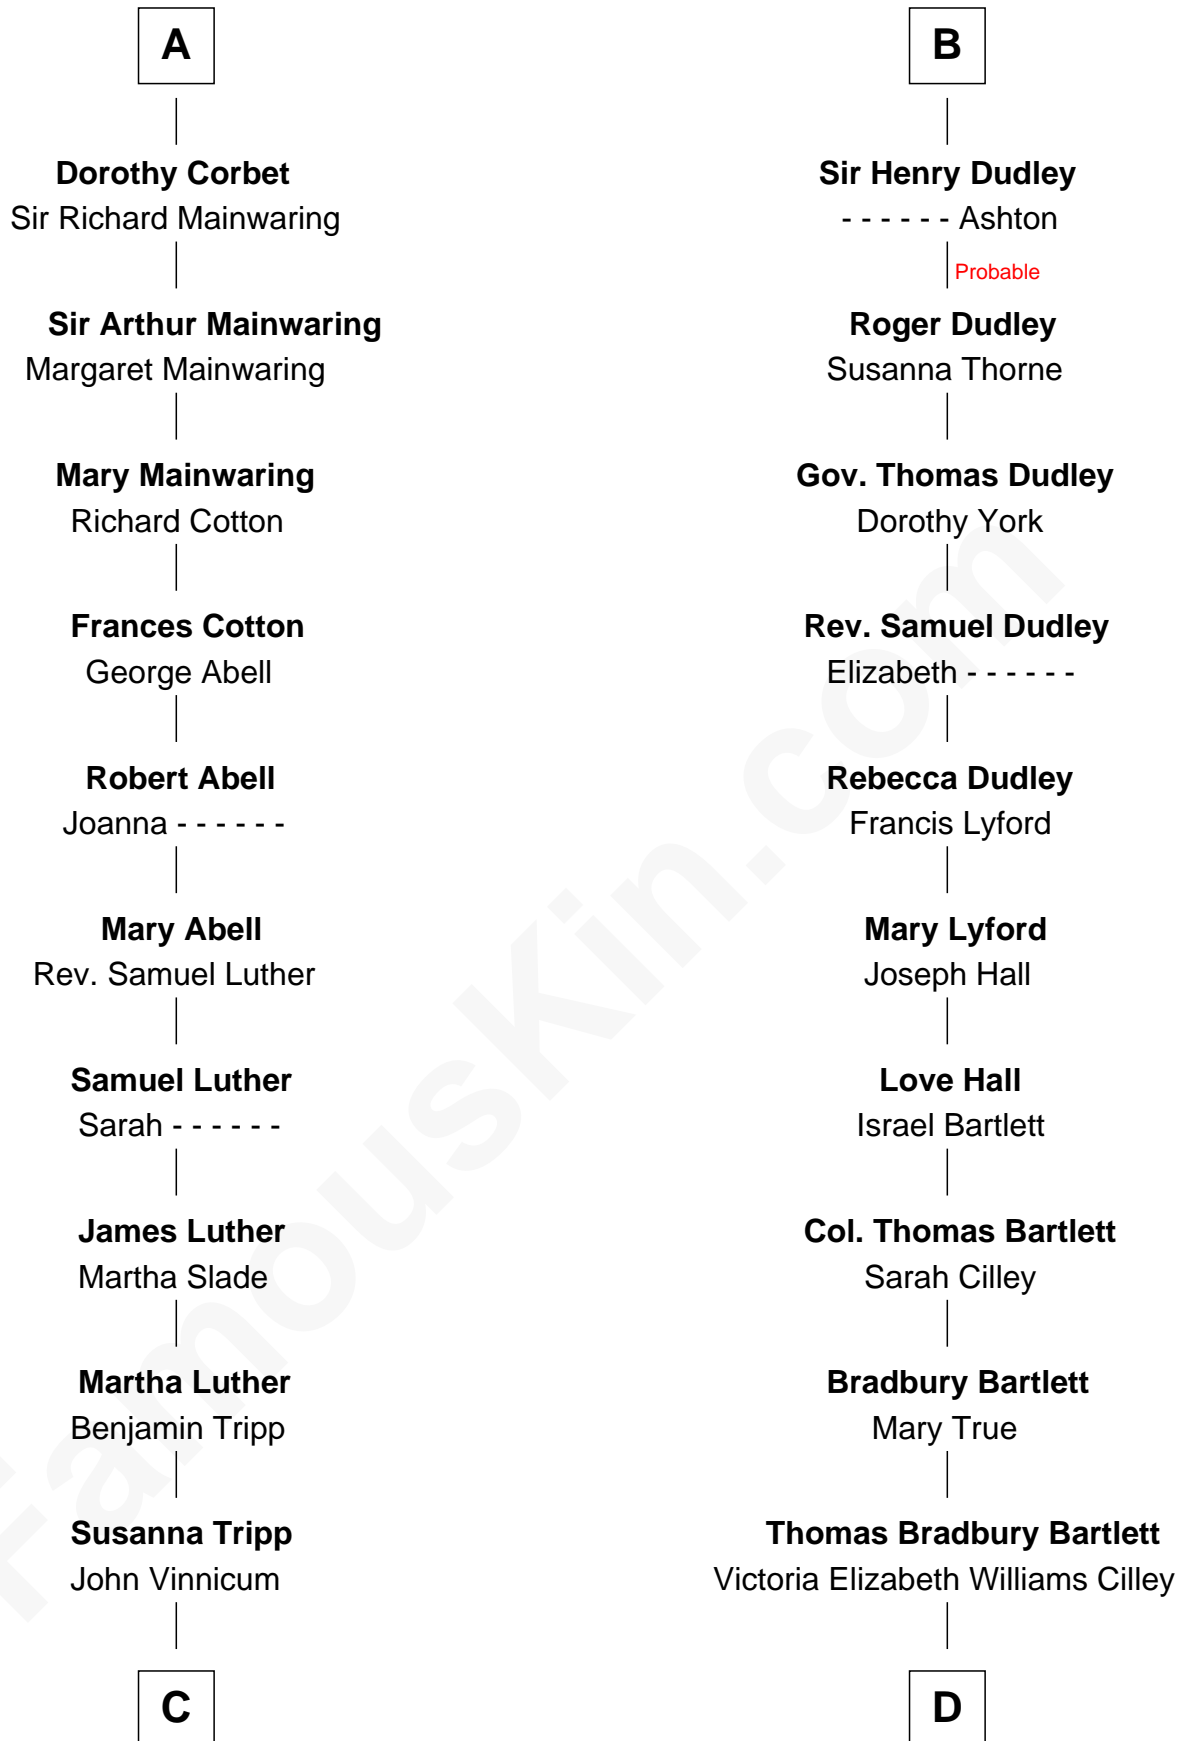 A
Dorothy Corbet
Sir Richard Mainwaring
Sir Arthur Mainwaring
Margaret Mainwaring
Mary Mainwaring
Richard Cotton
Frances Cotton
George Abell
Robert Abell
Joanna - - - - - -
Mary Abell
Rev. Samuel Luther
Samuel Luther
Sarah - - - - - -
James Luther
Martha Slade
Martha Luther
Benjamin Tripp
Susanna Tripp
John Vinnicum
C
B
Sir Henry Dudley
- - - - - - Ashton
Probable
Roger Dudley
Susanna Thorne
Gov. Thomas Dudley
Dorothy York
Rev. Samuel Dudley
Elizabeth - - - - - -
Rebecca Dudley
Francis Lyford
Mary Lyford
Joseph Hall
Love Hall
Israel Bartlett
Col. Thomas Bartlett
Sarah Cilley
Bradbury Bartlett
Mary True
Thomas Bradbury Bartlett
Victoria Elizabeth Williams Cilley
D
FamousKin.com